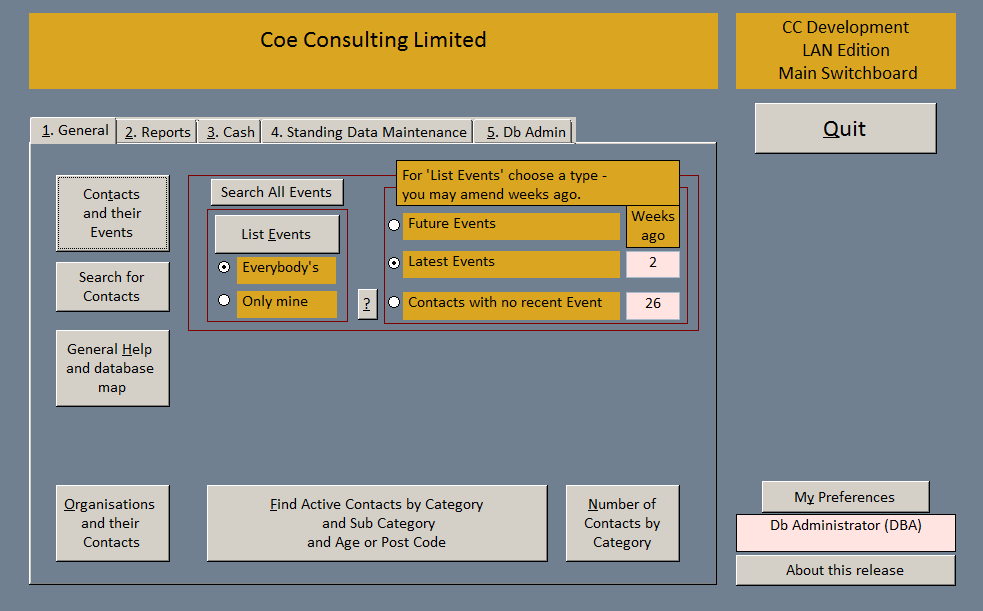 Coe Consulting Limited
CC Development
LAN Edition
Main Switchboard
Quit
1. General
2. Reports
3. Cash
4. Standing Data Maintenance
5. Db Admin
Contacts
and their
Events
Search for
Contacts
General Help
and database
map
Search All Events
List Events
Everybody's
Only mine
?
For 'List Events' choose a type -
you may amend weeks ago.
Weeks
ago
Future Events
Latest Events
2
Contacts with no recent Event
26
Organisations
and their
Contacts
Find Active Contacts by Category
and Sub Category
and Age or Post Code
Number of
Contacts by
Category
My Preferences
Db Administrator (DBA)
About this release